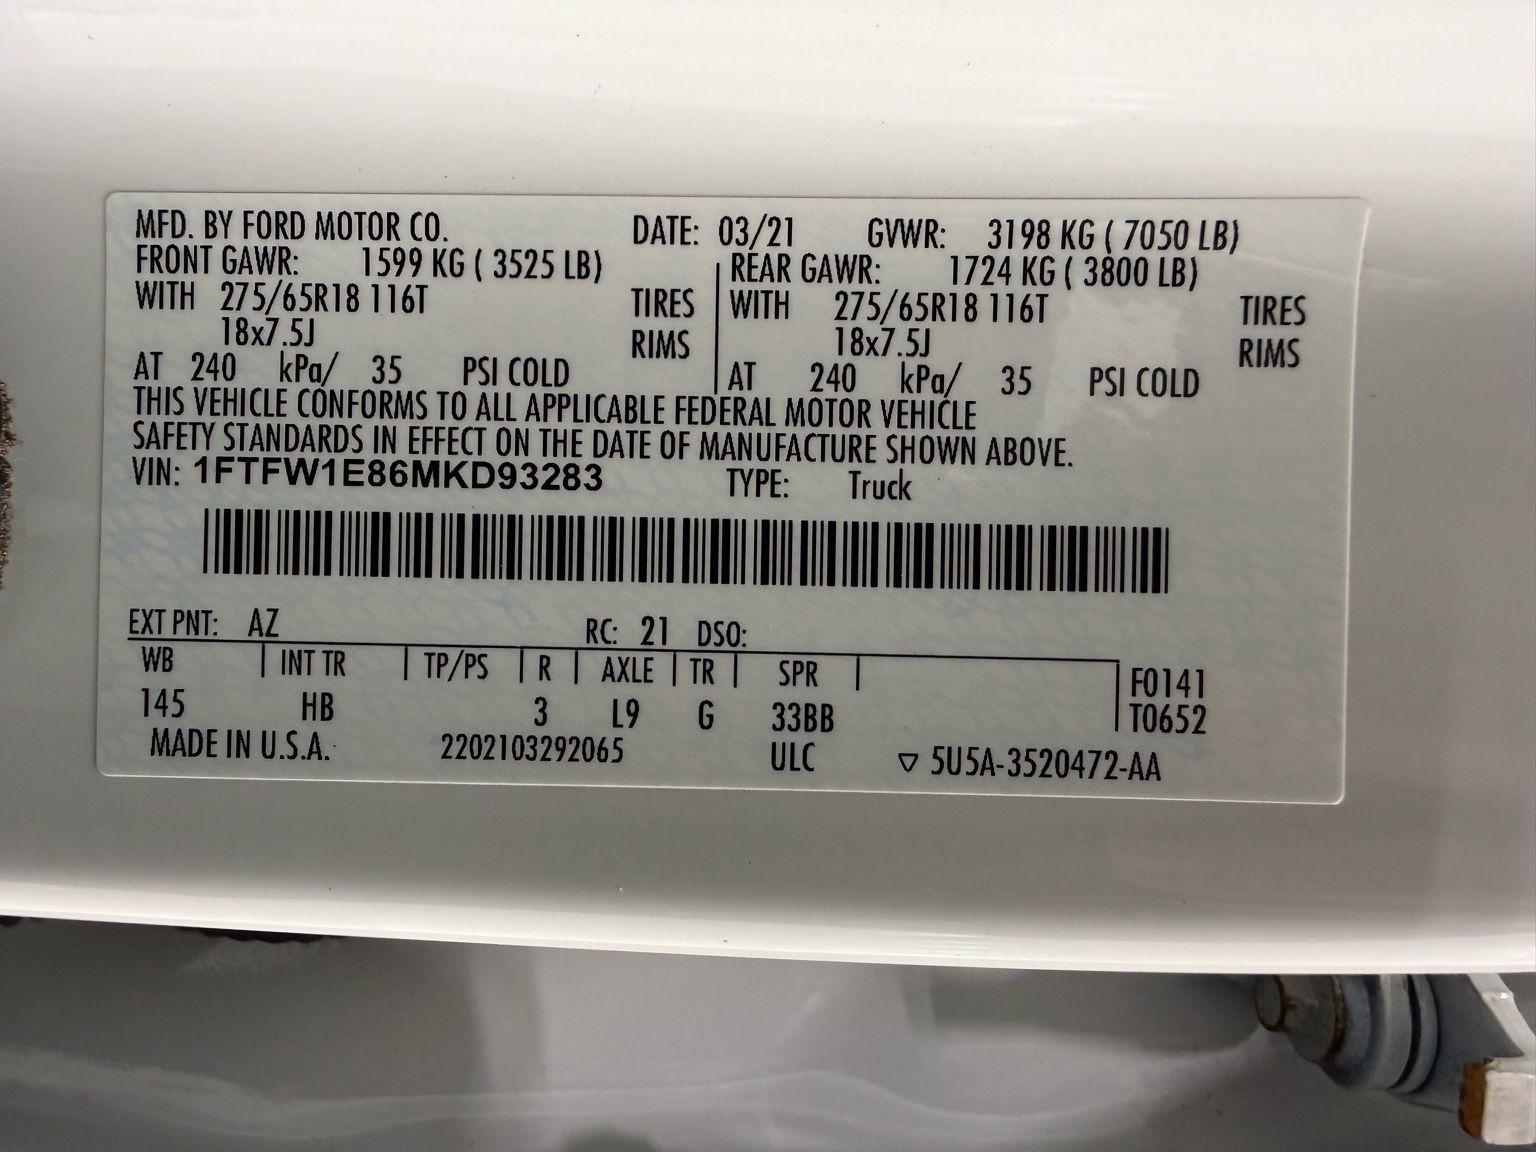 MFD. BY FORD MOTOR CO. DATE: 03/21 GVWR: 3198 KG ( 7050 LB)
FRONT GAWR: 1599 KG ( 3525 LB) REAR GAWR: 1724 KG ( 3800 LB)
WITH 275/65R18 116T TIRES WITH 275/65R18 116T TIRES
18x7.5J RIMS 18x7.5J RIMS
AT 240 kPa/ 35 PSI COLD AT 240 kPa/ 35 PSI COLD
THIS VEHICLE CONFORMS TO ALL APPLICABLE FEDERAL MOTOR VEHICLE
SAFETY STANDARDS IN EFFECT ON THE DATE OF MANUFACTURE SHOWN ABOVE.
VIN: 1FTFW1E86MKD93283 TYPE: Truck
EXT PNT: AZ RC: 21 DSO:
WB INT TR TP/PS R AXLE TR SPR F0141
145 HB 3 L9 G 33BB T0652
MADE IN U.S.A. 2202103292065 ULC ▽ 5U5A-3520472-AA